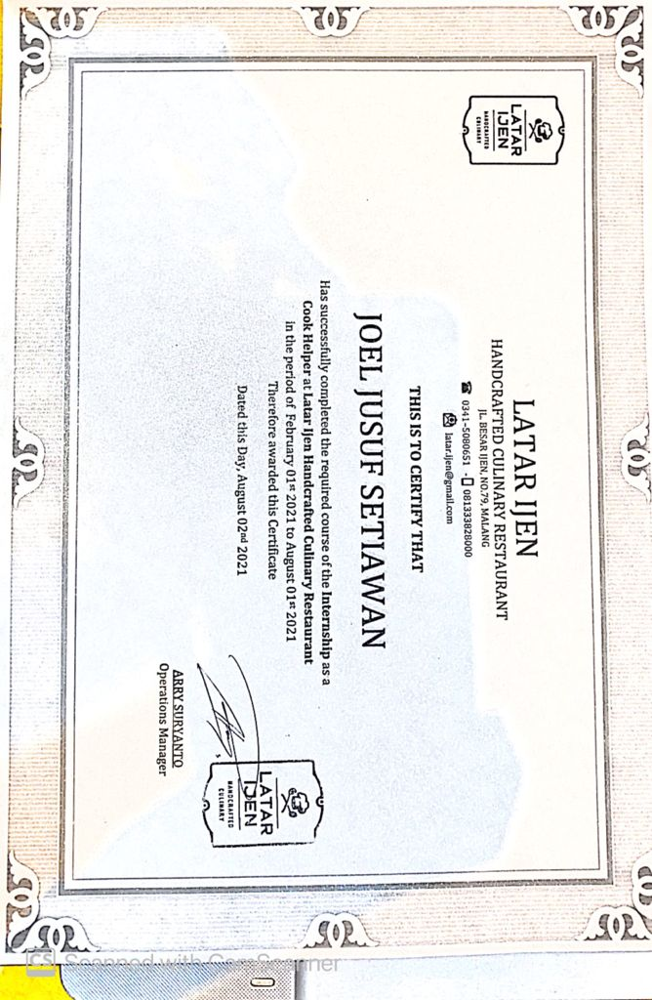 LATAR
IJEN
HANDCRAFTED
CULINARY
LATAR IJEN
HANDCRAFTED CULINARY RESTAURANT
JL. BESAR IJEN, NO.79, MALANG
☎ 0341-5080651 - 081333828000
latar.ijen@gmail.com
THIS IS TO CERTIFY THAT
JOEL JUSUF SETIAWAN
Has successfully completed the required course of the Internship as a
Cook Helper at Latar Ijen Handcrafted Culinary Restaurant
in the period of February 01st 2021 to August 01st 2021
Therefore awarded this Certificate
Dated this Day, August 02nd 2021
LATAR
IJEN
HANDCRAFTED
CULINARY
ARRY SURYANTO
Operations Manager
CS Scanned with CamScanner